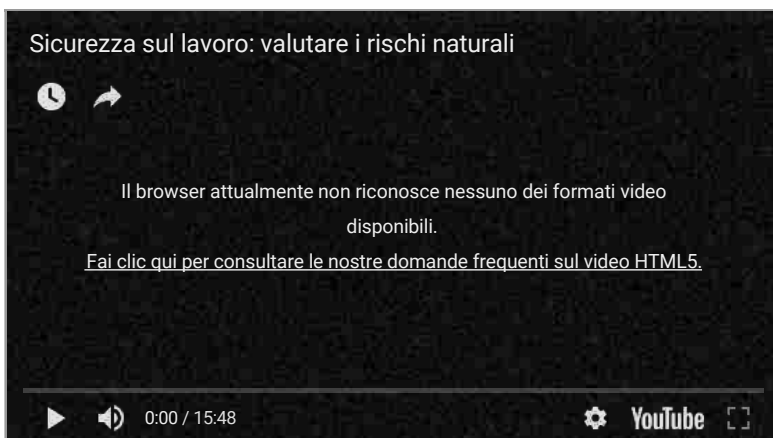 Sicurezza sul lavoro: valutare i rischi naturali
Il browser attualmente non riconosce nessuno dei formati video
disponibili.
Fai clic qui per consultare le nostre domande frequenti sul video HTML5.
0:00 / 15:48
YouTube